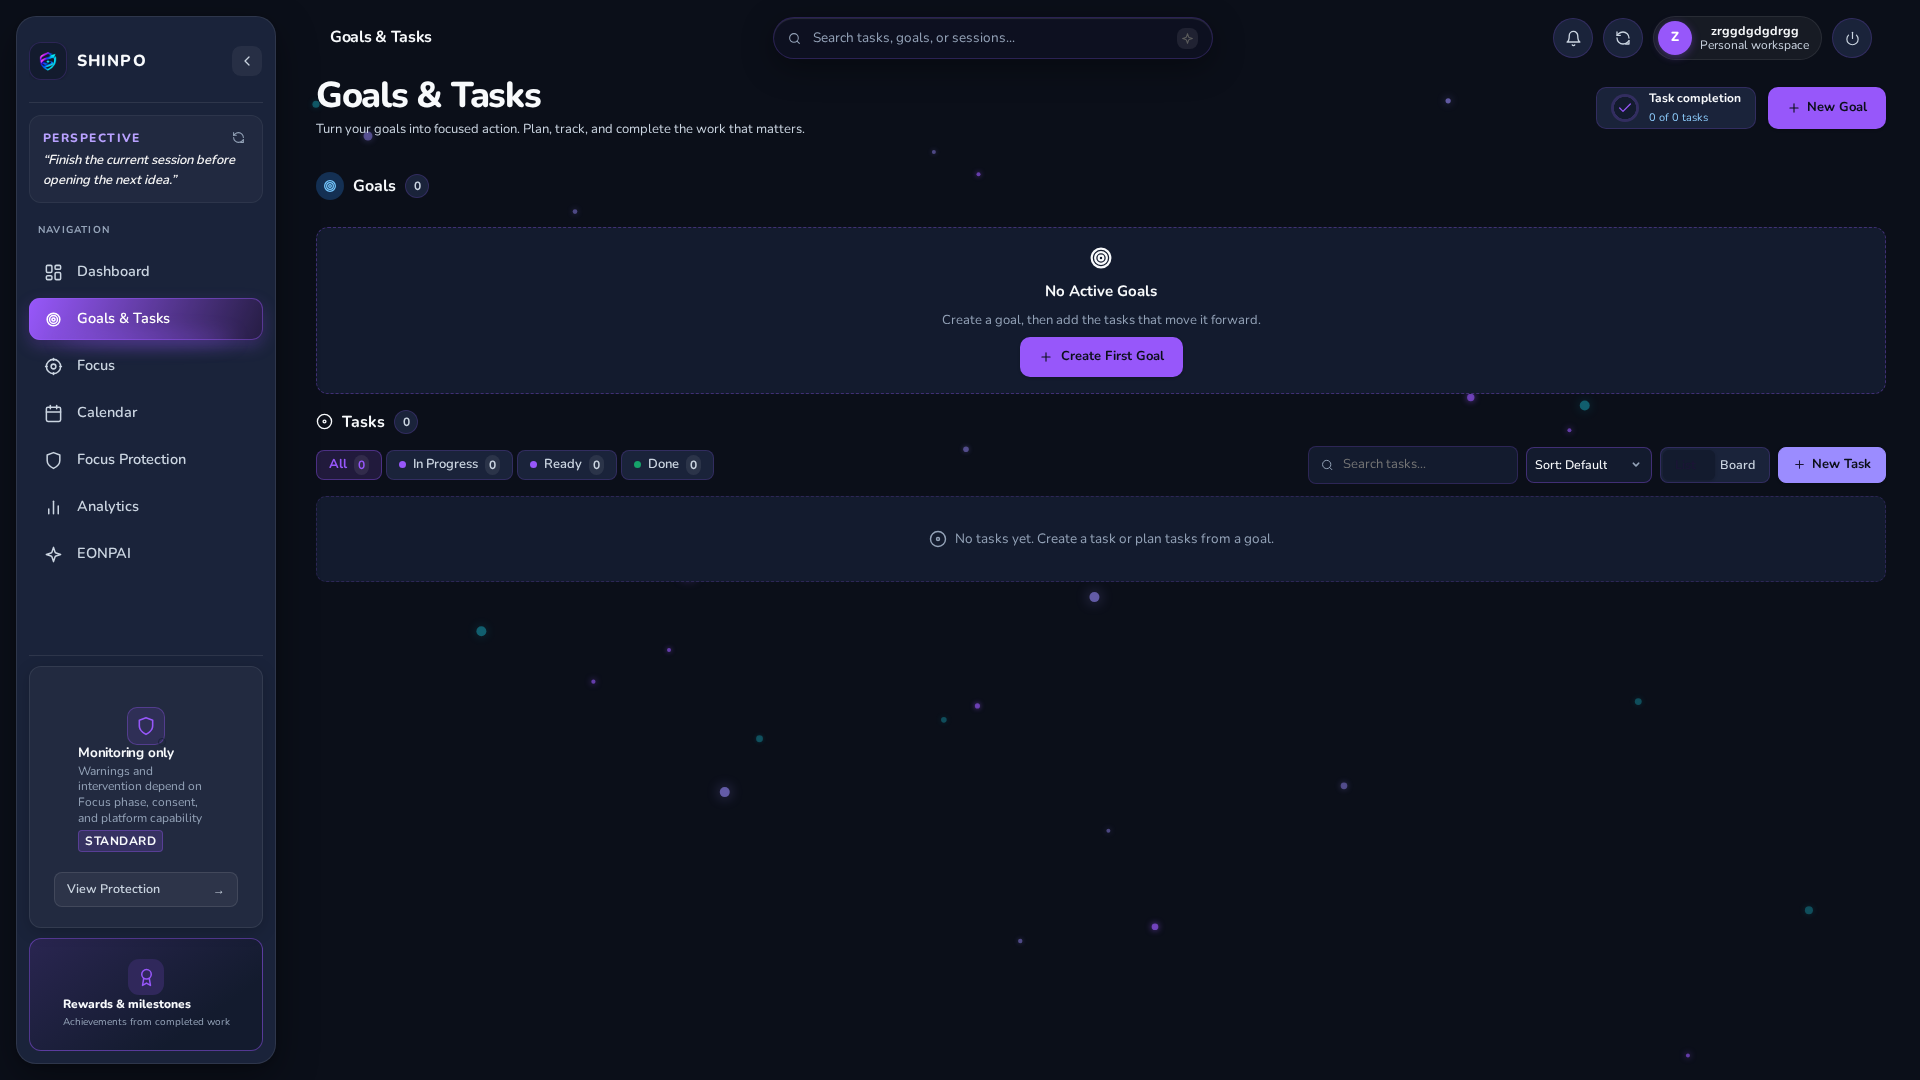 SHINPO
PERSPECTIVE
“Finish the current session before
opening the next idea.”
NAVIGATION
Dashboard
Goals & Tasks
Focus
Calendar
Focus Protection
Analytics
EONPAI
Monitoring only
Warnings and
intervention depend on
Focus phase, consent,
and platform capability
STANDARD
View Protection →
Rewards & milestones
Achievements from completed work
Goals & Tasks
Search tasks, goals, or sessions...
Z
zrggdgdgdrgg
Personal workspace
Goals & Tasks
Turn your goals into focused action. Plan, track, and complete the work that matters.
Task completion
0 of 0 tasks
New Goal
Goals 0
No Active Goals
Create a goal, then add the tasks that move it forward.
Create First Goal
Tasks 0
All 0
In Progress 0
Ready 0
Done 0
Search tasks...
Sort: Default
Board
New Task
No tasks yet. Create a task or plan tasks from a goal.